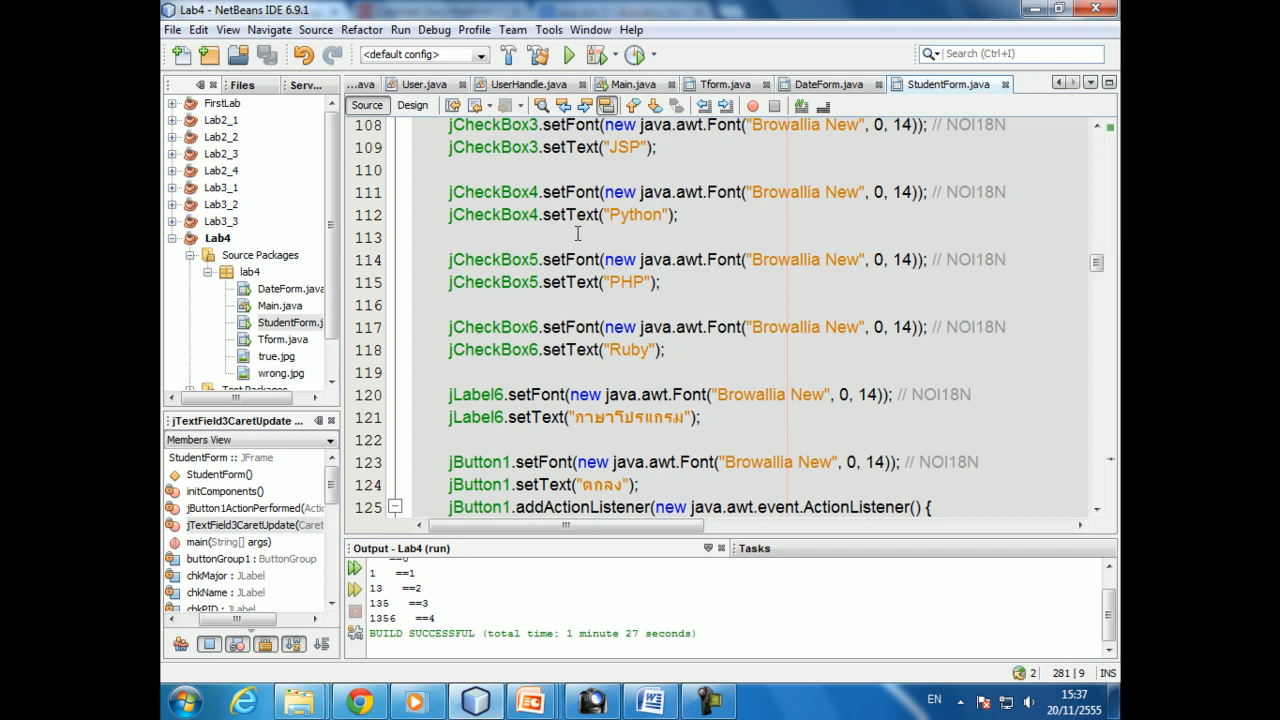 Lab4 - NetBeans IDE 6.9.1
File Edit View Navigate Source Refactor Run Debug Profile Team Tools Window Help
<default config>
Search (Ctrl+I)
Files Serv...
...ava User.java UserHandle.java Main.java Tform.java DateForm.java StudentForm.java
Source Design
FirstLab
Lab2_1
Lab2_2
Lab2_3
Lab2_4
Lab3_1
Lab3_2
Lab3_3
Lab4
Source Packages
lab4
DateForm.java
Main.java
StudentForm.j
Tform.java
true.jpg
wrong.jpg
Test Packages
108 jCheckBox3.setFont(new java.awt.Font("Browallia New", 0, 14)); // NOI18N
109 jCheckBox3.setText("JSP");
110
111 jCheckBox4.setFont(new java.awt.Font("Browallia New", 0, 14)); // NOI18N
112 jCheckBox4.setText("Python");
113
114 jCheckBox5.setFont(new java.awt.Font("Browallia New", 0, 14)); // NOI18N
115 jCheckBox5.setText("PHP");
116
117 jCheckBox6.setFont(new java.awt.Font("Browallia New", 0, 14)); // NOI18N
118 jCheckBox6.setText("Ruby");
119
120 jLabel6.setFont(new java.awt.Font("Browallia New", 0, 14)); // NOI18N
121 jLabel6.setText("ภาษาโปรแกรม");
122
123 jButton1.setFont(new java.awt.Font("Browallia New", 0, 14)); // NOI18N
124 jButton1.setText("ตกลง");
125 jButton1.addActionListener(new java.awt.event.ActionListener() {
jTextField3CaretUpdate ...
Members View
StudentForm :: JFrame
StudentForm()
initComponents()
jButton1ActionPerformed(Actio
jTextField3CaretUpdate(Caret
main(String[] args)
buttonGroup1 : ButtonGroup
chkMajor : JLabel
chkName : JLabel
chkPID : JLabel
Output - Lab4 (run) Tasks
==0
1 ==1
13 ==2
135 ==3
1356 ==4
BUILD SUCCESSFUL (total time: 1 minute 27 seconds)
2 281 | 9 INS
EN
15:37
20/11/2555